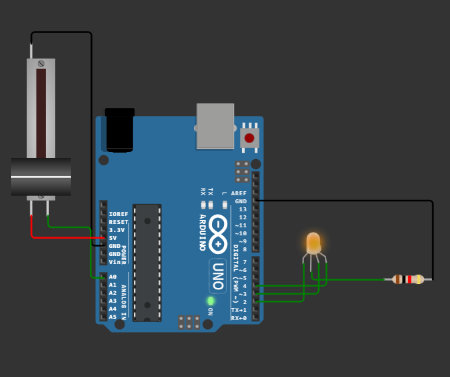 RX
TX
L
AREF
GND
13
12
~11
~10
~9
8
IOREF
RESET
3.3V
5V
GND
GND
Vin
POWER
ARDUINO
UNO
DIGITAL (PWM ~)
7
~6
~5
4
~3
2
TX→1
RX←0
A0
A1
A2
A3
A4
A5
ANALOG IN
ON